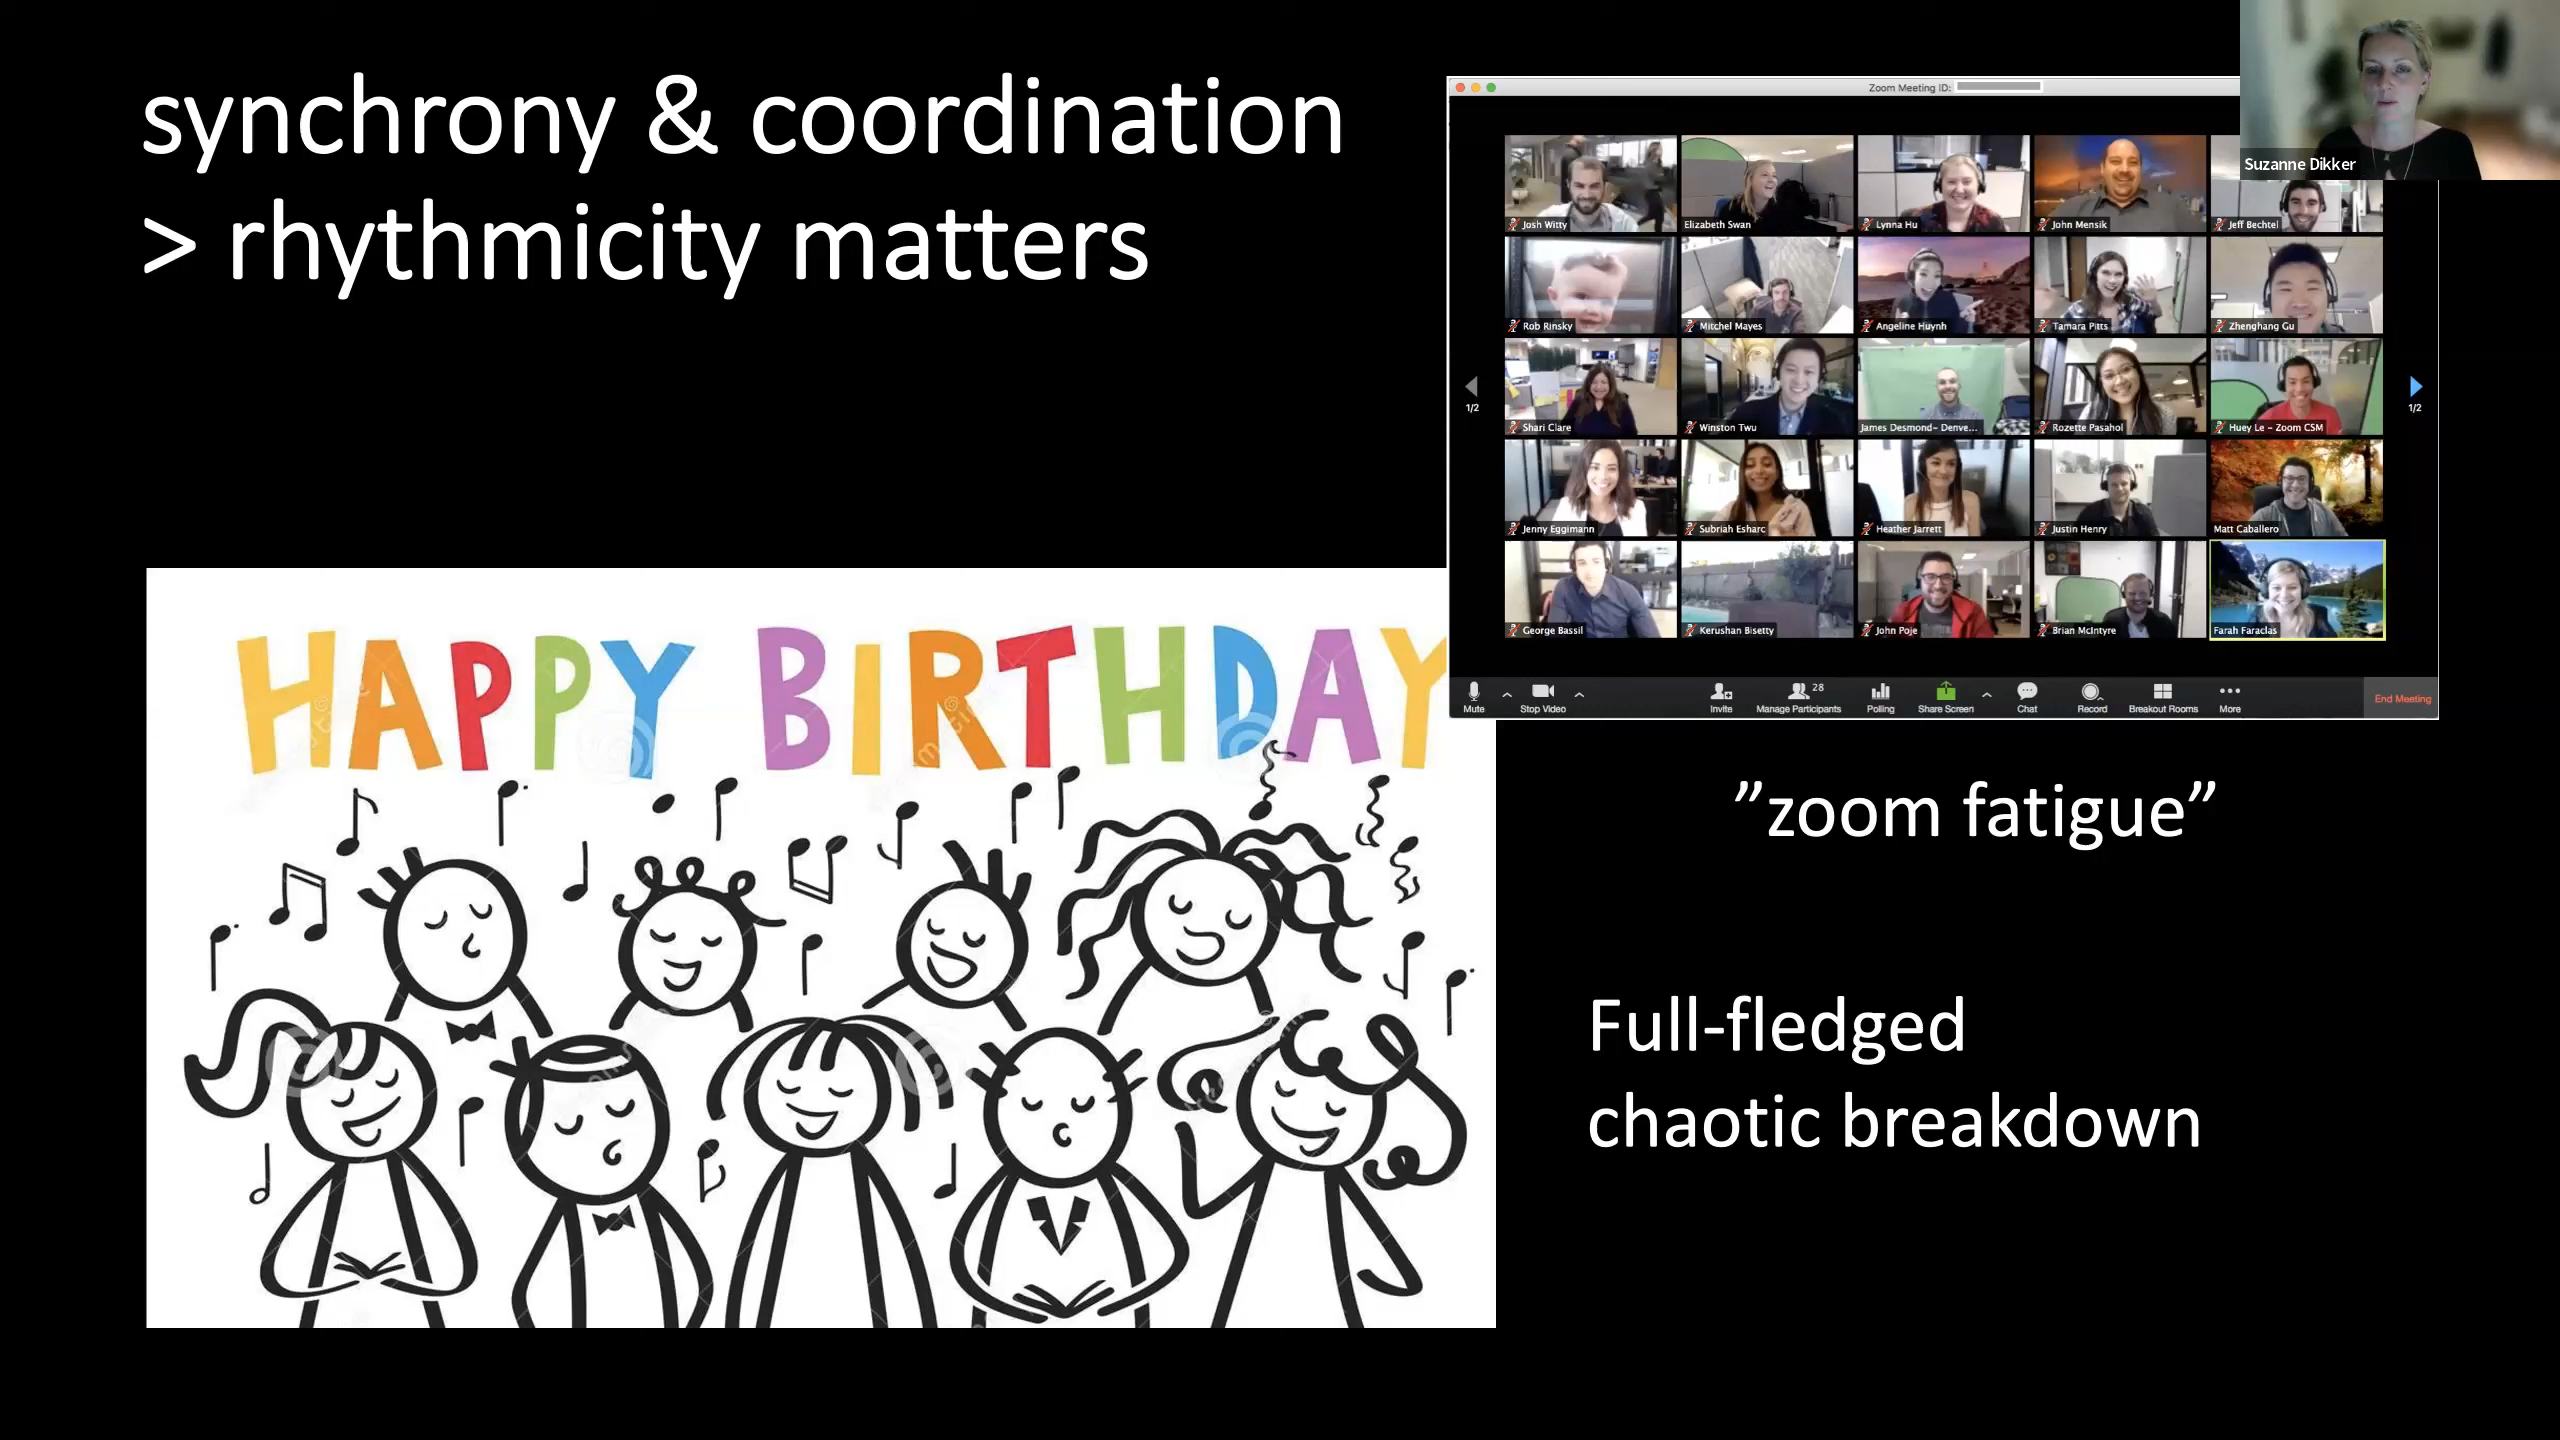 synchrony & coordination
> rhythmicity matters
Zoom Meeting ID:
Suzanne Dikker
Josh Witty
Elizabeth Swan
Lynna Hu
John Mensik
Jeff Bechtel
Rob Rinsky
Mitchel Mayes
Angeline Huynh
Tamara Pitts
Zhenghang Gu
1/2
1/2
Shari Clare
Winston Twu
James Desmond- Denve...
Rozette Pasahol
Huey Le - Zoom CSM
Jenny Eggimann
Subriah Esharc
Heather Jarrett
Justin Henry
Matt Caballero
George Bassil
Kerushan Bisetty
John Poje
Brian McIntyre
Farah Faraclas
Mute
Stop Video
Invite
28
Manage Participants
Polling
Share Screen
Chat
Record
Breakout Rooms
More
End Meeting
HAPPY BIRTHDAY
”zoom fatigue”
Full-fledged
chaotic breakdown